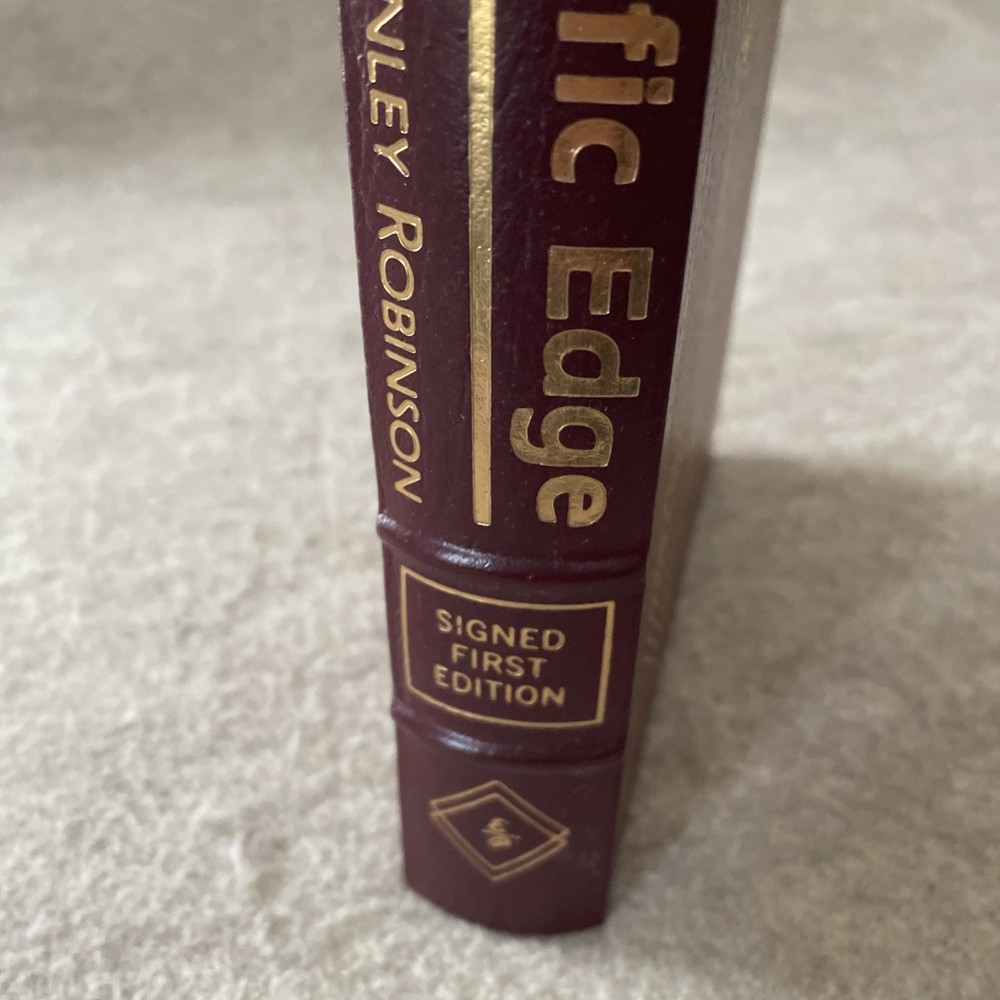 fic Edge
NLEY ROBINSON
SIGNED
FIRST
EDITION